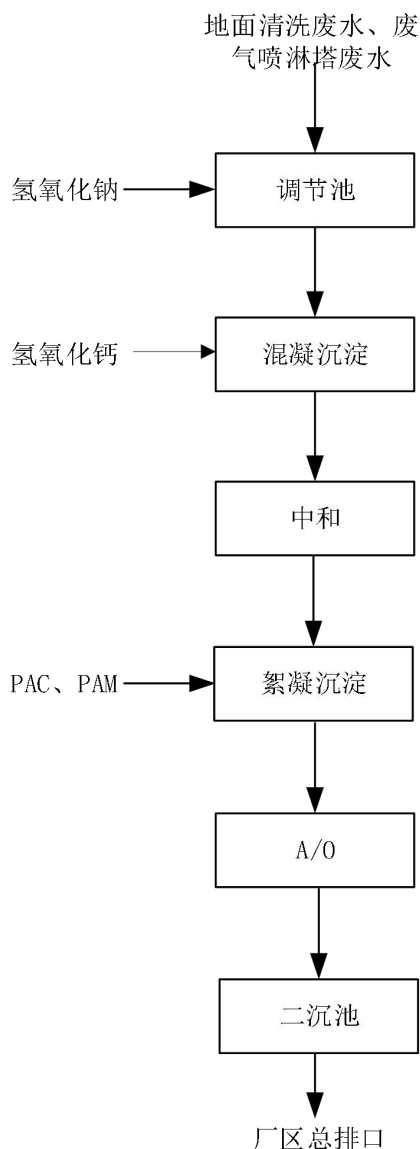 地面清洗废水、废
气喷淋塔废水
氢氧化钠
调节池
氢氧化钙
混凝沉淀
中和
PAC、PAM
絮凝沉淀
A/O
二沉池
厂区总排口